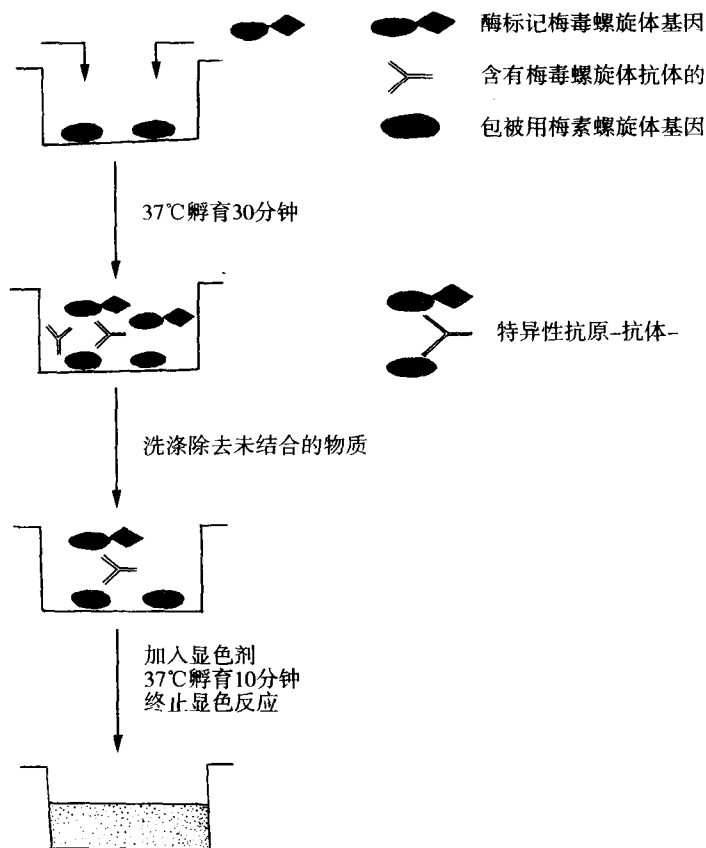 酶标记梅毒螺旋体基因
含有梅毒螺旋体抗体的
包被用梅素螺旋体基因
37℃孵育30分钟
特异性抗原–抗体–
洗涤除去未结合的物质
加入显色剂
37℃孵育10分钟
终止显色反应